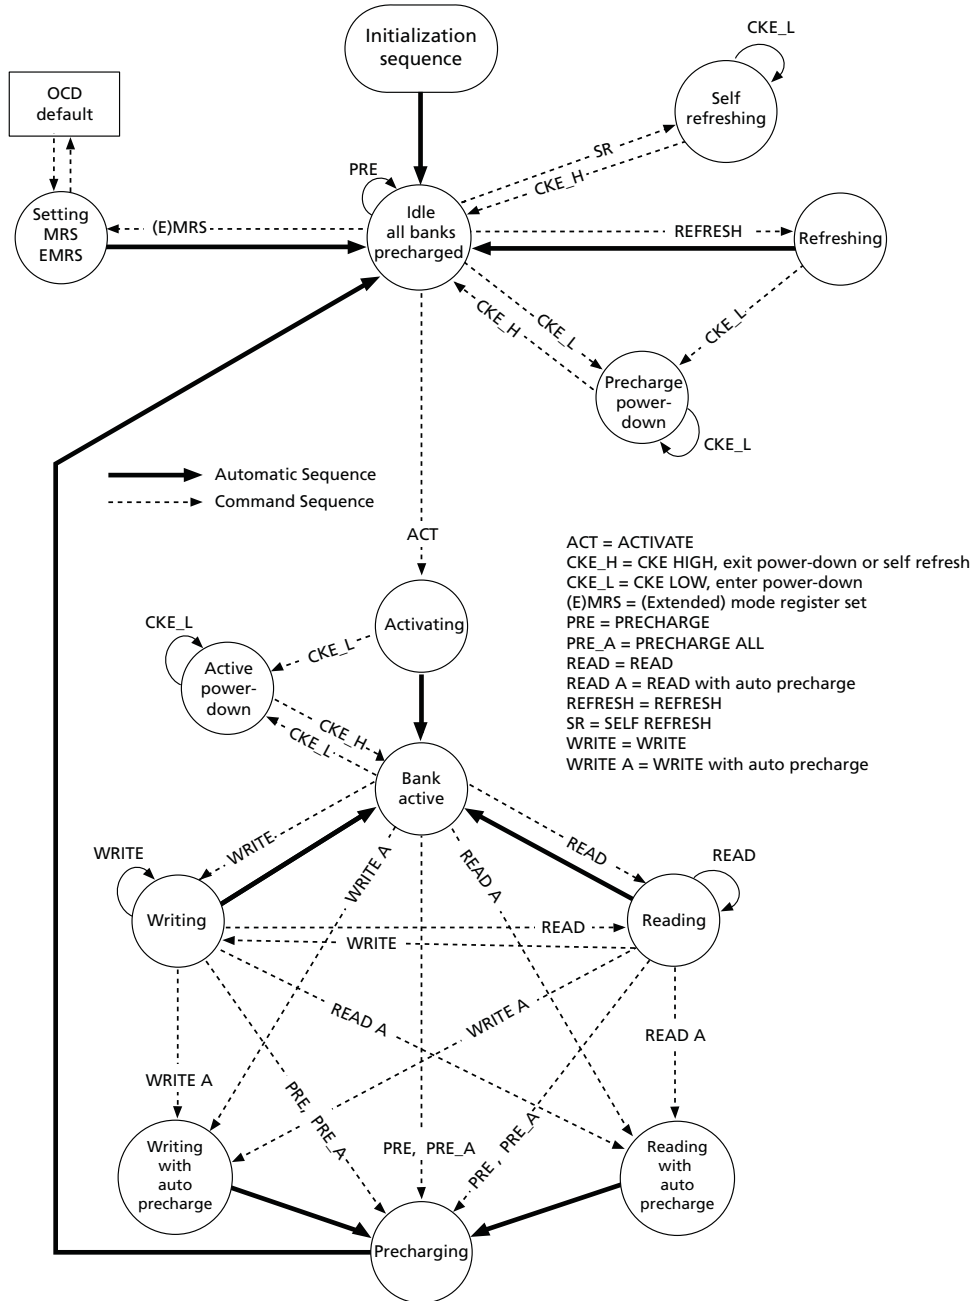 Initialization
sequence
CKE_L
OCD
default
Self
refreshing
SR
CKE_H
PRE
Setting
MRS
EMRS
(E)MRS
Idle
all banks
precharged
REFRESH
Refreshing
CKE_H
CKE_L
CKE_L
Precharge
power-
down
CKE_L
Automatic Sequence
Command Sequence
ACT
ACT = ACTIVATE
CKE_H = CKE HIGH, exit power-down or self refresh
CKE_L = CKE LOW, enter power-down
(E)MRS = (Extended) mode register set
PRE = PRECHARGE
PRE_A = PRECHARGE ALL
READ = READ
READ A = READ with auto precharge
REFRESH = REFRESH
SR = SELF REFRESH
WRITE = WRITE
WRITE A = WRITE with auto precharge
CKE_L
Activating
CKE_L
Active
power-
down
CKE_H
CKE_L
Bank
active
WRITE
WRITE
WRITE A
READ A
READ
READ
Writing
READ
WRITE
Reading
READ A
WRITE A
READ A
WRITE A
PRE, PRE_A
PRE, PRE_A
PRE, PRE_A
Writing
with
auto
precharge
Reading
with
auto
precharge
Precharging